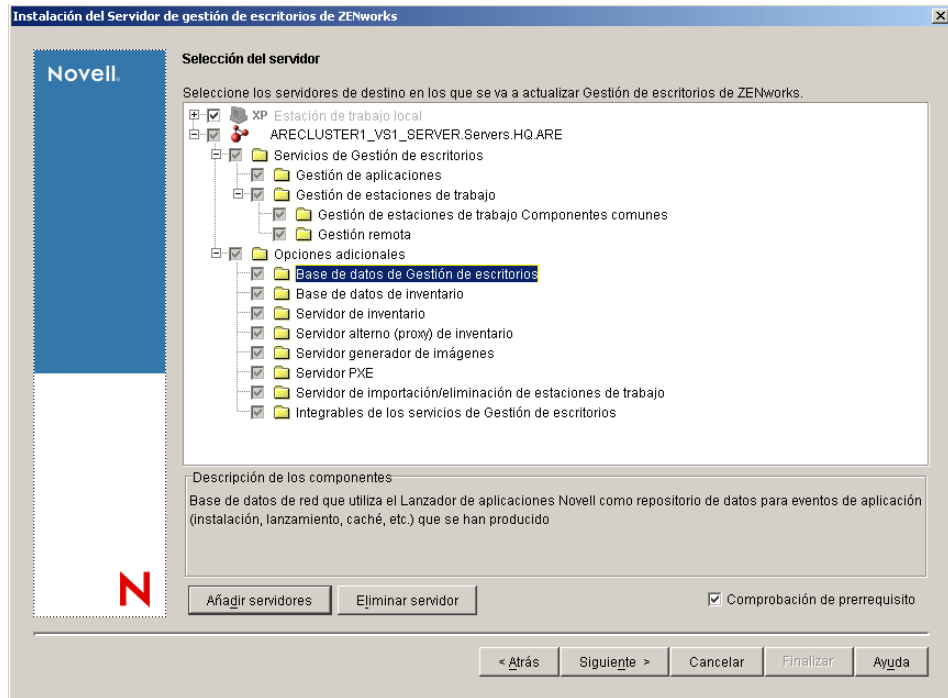 Instalación del Servidor de gestión de escritorios de ZENworks
Novell.
Selección del servidor
Seleccione los servidores de destino en los que se va a actualizar Gestión de escritorios de ZENworks.
XP Estación de trabajo local
ARECLUSTER1_VS1_SERVER.Servers.HQ.ARE
Servicios de Gestión de escritorios
Gestión de aplicaciones
Gestión de estaciones de trabajo
Gestión de estaciones de trabajo Componentes comunes
Gestión remota
Opciones adicionales
Base de datos de Gestión de escritorios
Base de datos de inventario
Servidor de inventario
Servidor alterno (proxy) de inventario
Servidor generador de imágenes
Servidor PXE
Servidor de importación/eliminación de estaciones de trabajo
Integrables de los servicios de Gestión de escritorios
Descripción de los componentes
Base de datos de red que utiliza el Lanzador de aplicaciones Novell como repositorio de datos para eventos de aplicación
(instalación, lanzamiento, caché, etc.) que se han producido
N
Añadir servidores
Eliminar servidor
Comprobación de prerrequisito
« Atrás
Siguiente »
Cancelar
Finalizar
Ayuda